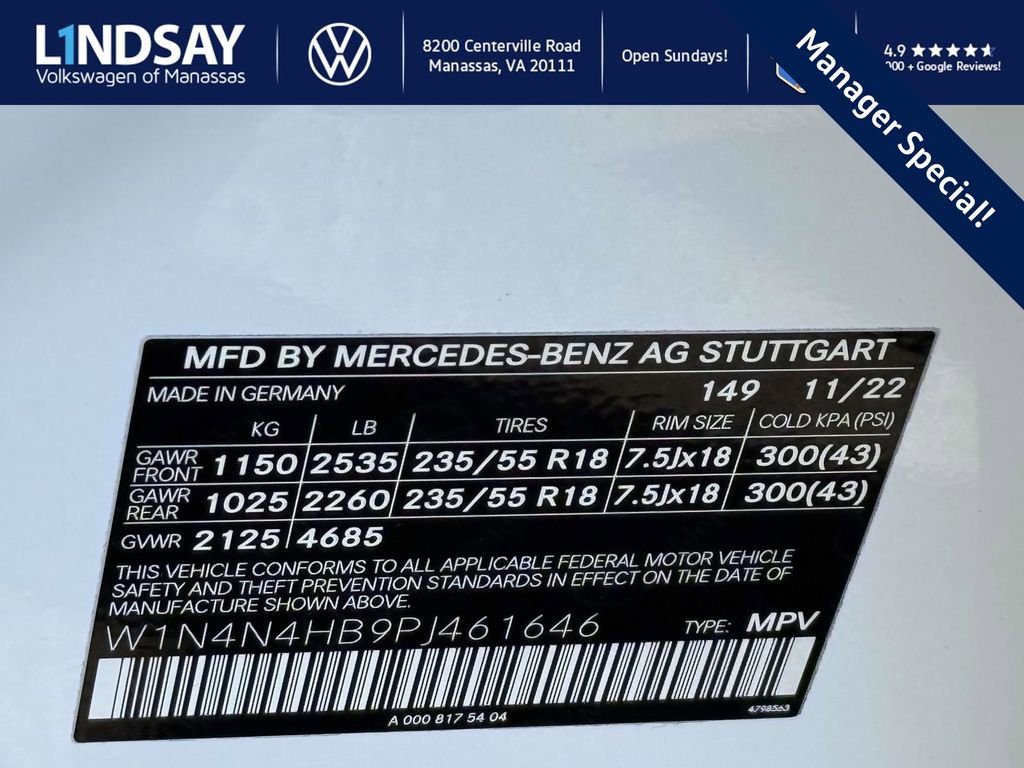 L1NDSAY
Volkswagen of Manassas
8200 Centerville Road
Manassas, VA 20111
Open Sundays!
4.9
+ Google Reviews!
Manager Special!
MFD BY MERCEDES-BENZ AG STUTTGART
MADE IN GERMANY 149 11/22
KG LB TIRES RIM SIZE COLD KPA (PSI)
GAWR FRONT 1150 2535 235/55 R18 7.5Jx18 300(43)
GAWR REAR 1025 2260 235/55 R18 7.5Jx18 300(43)
GVWR 2125 4685
THIS VEHICLE CONFORMS TO ALL APPLICABLE FEDERAL MOTOR VEHICLE
SAFETY AND THEFT PREVENTION STANDARDS IN EFFECT ON THE DATE OF
MANUFACTURE SHOWN ABOVE.
W1N4N4HB9PJ461646 TYPE: MPV
A 000 817 54 04
4798563